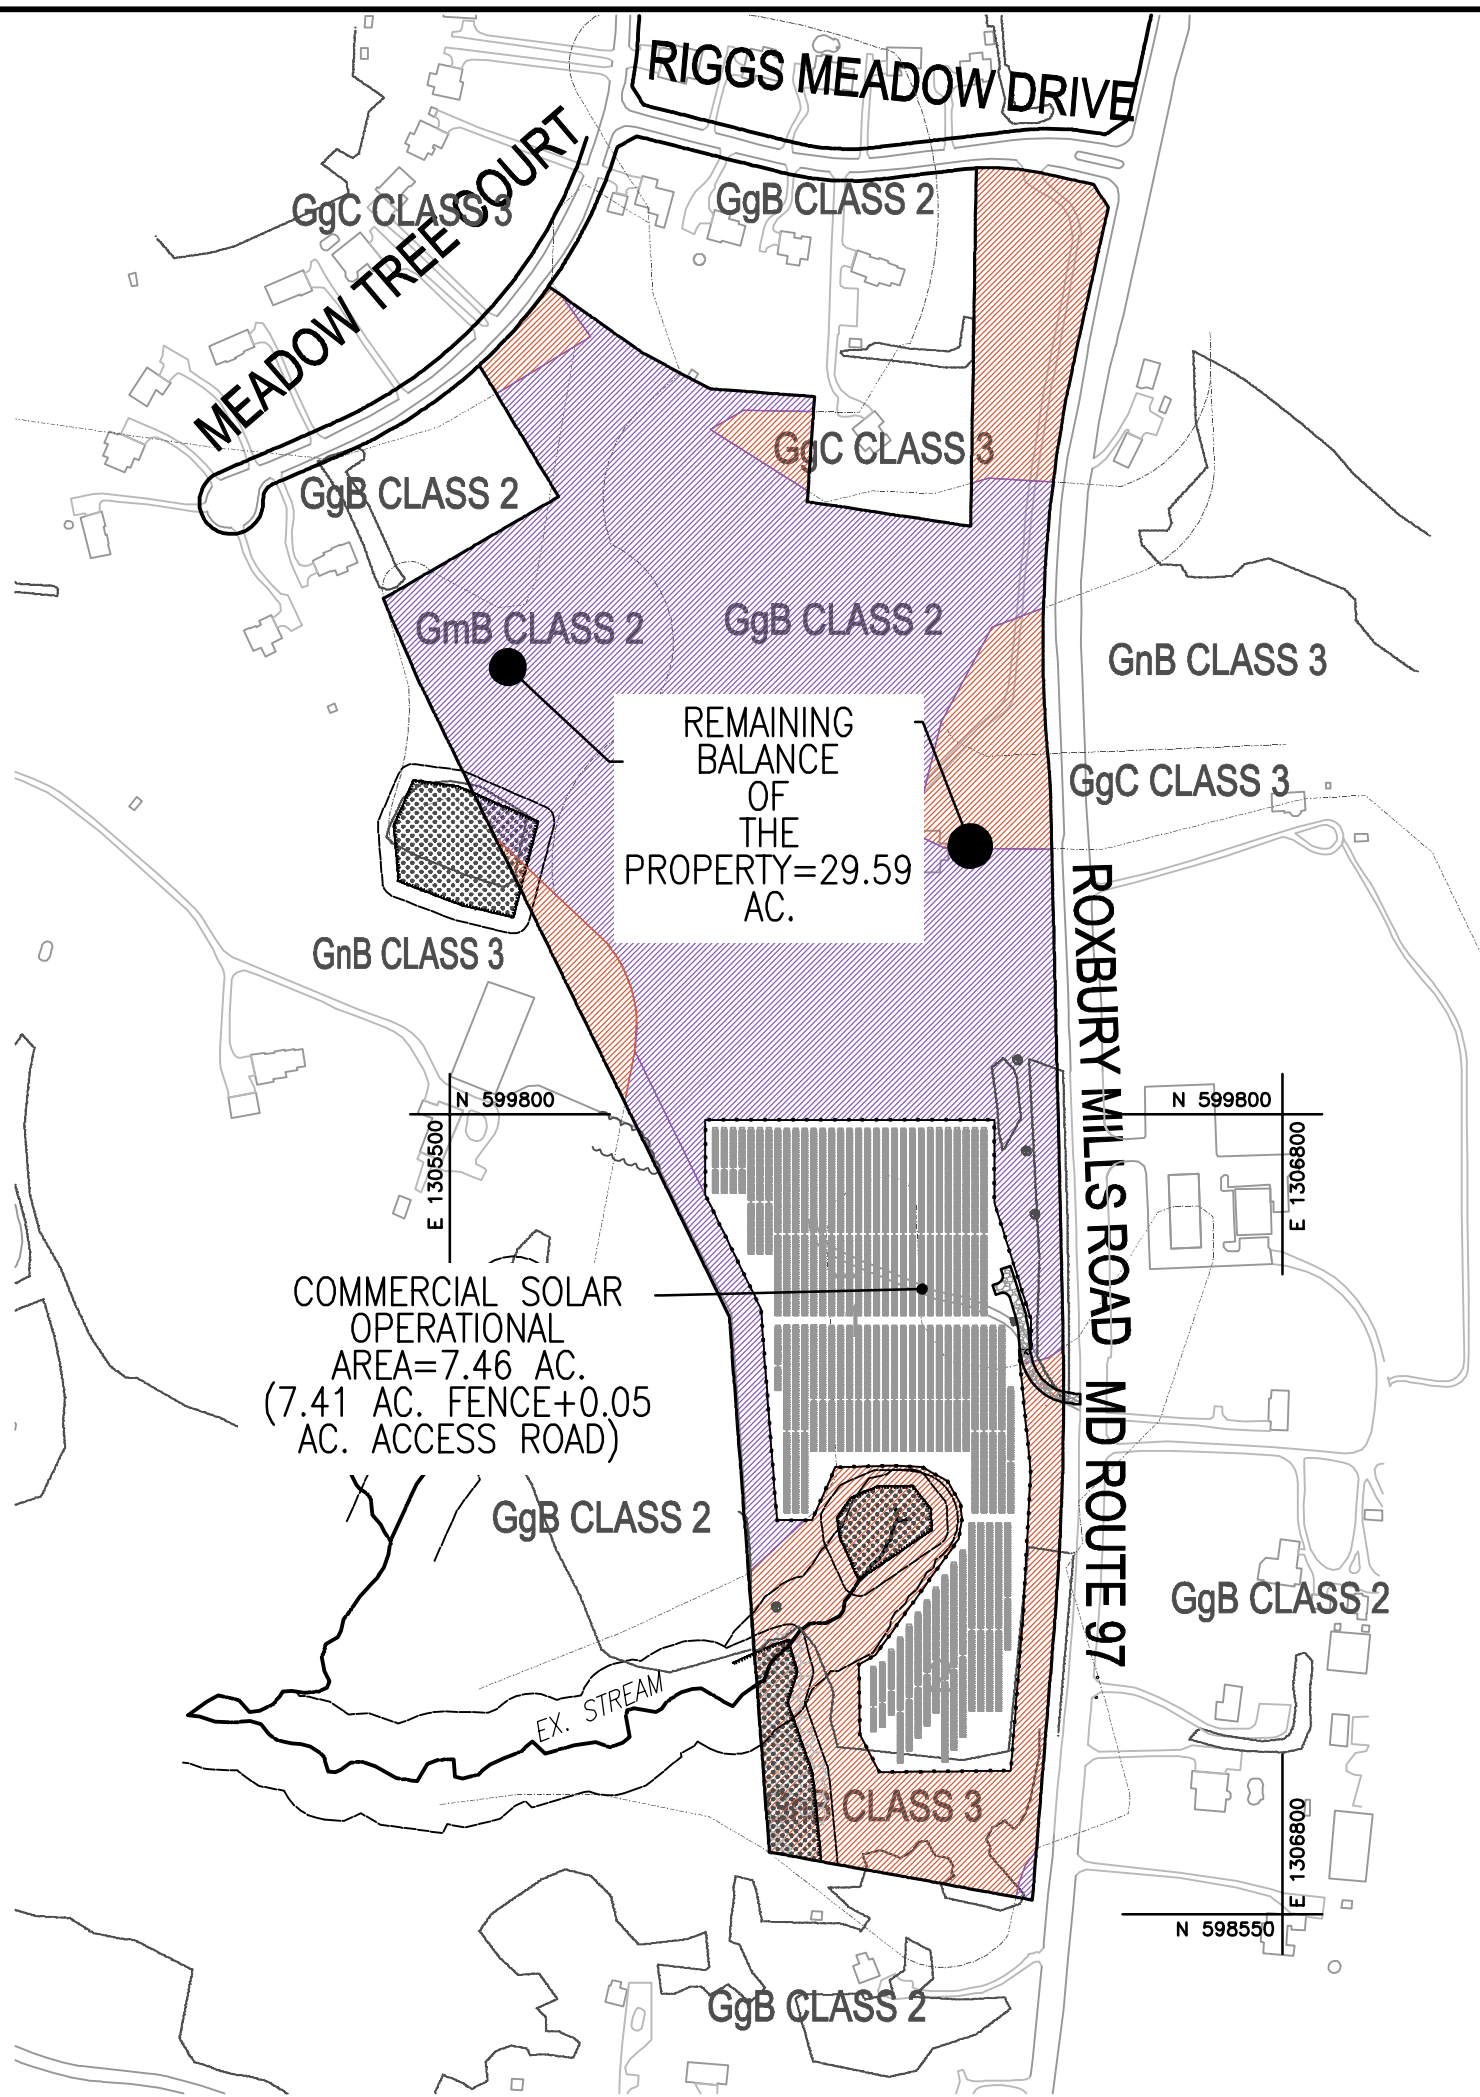 RIGGS MEADOW DRIVE
MEADOW TREE COURT
GgC CLASS 3
GgB CLASS 2
GgC CLASS 3
GgB CLASS 2
GmB CLASS 2
GgB CLASS 2
GnB CLASS 3
REMAINING
BALANCE
OF
THE
PROPERTY=29.59
AC.
GgC CLASS 3
GnB CLASS 3
ROXBURY MILLS ROAD MD ROUTE 97
N 599800
E 1305500
N 599800
E 1306800
COMMERCIAL SOLAR
OPERATIONAL
AREA=7.46 AC.
(7.41 AC. FENCE+0.05
AC. ACCESS ROAD)
GgB CLASS 2
GgB CLASS 2
EX. STREAM
CLASS 3
E 1306800
N 598550
GgB CLASS 2